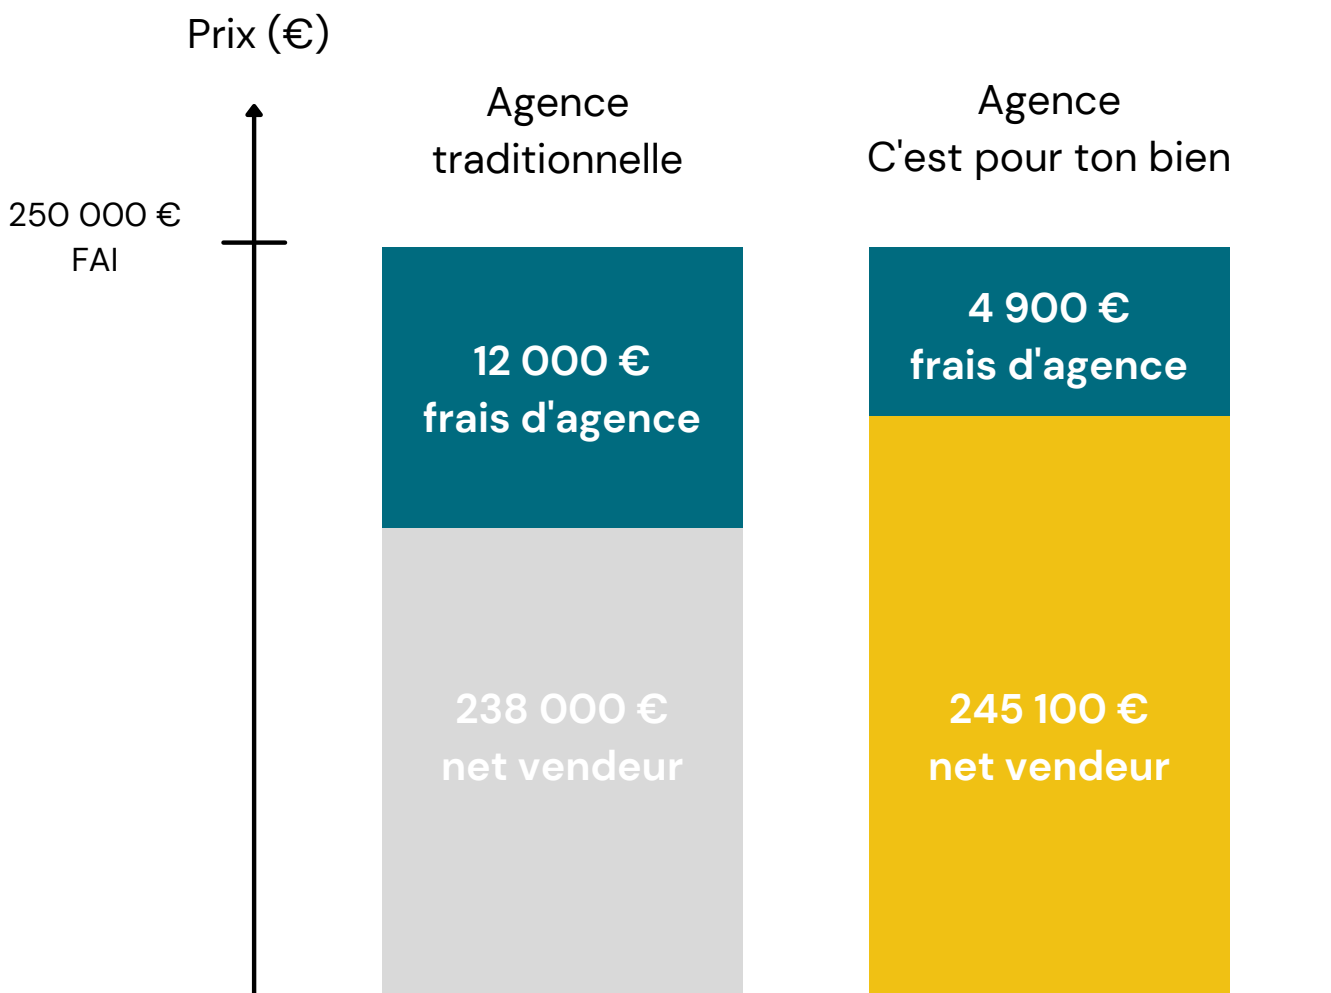 Prix (€)
Agence
traditionnelle
Agence
C'est pour ton bien
250 000 €
FAI
12 000 €
frais d'agence
4 900 €
frais d'agence
238 000 €
net vendeur
245 100 €
net vendeur